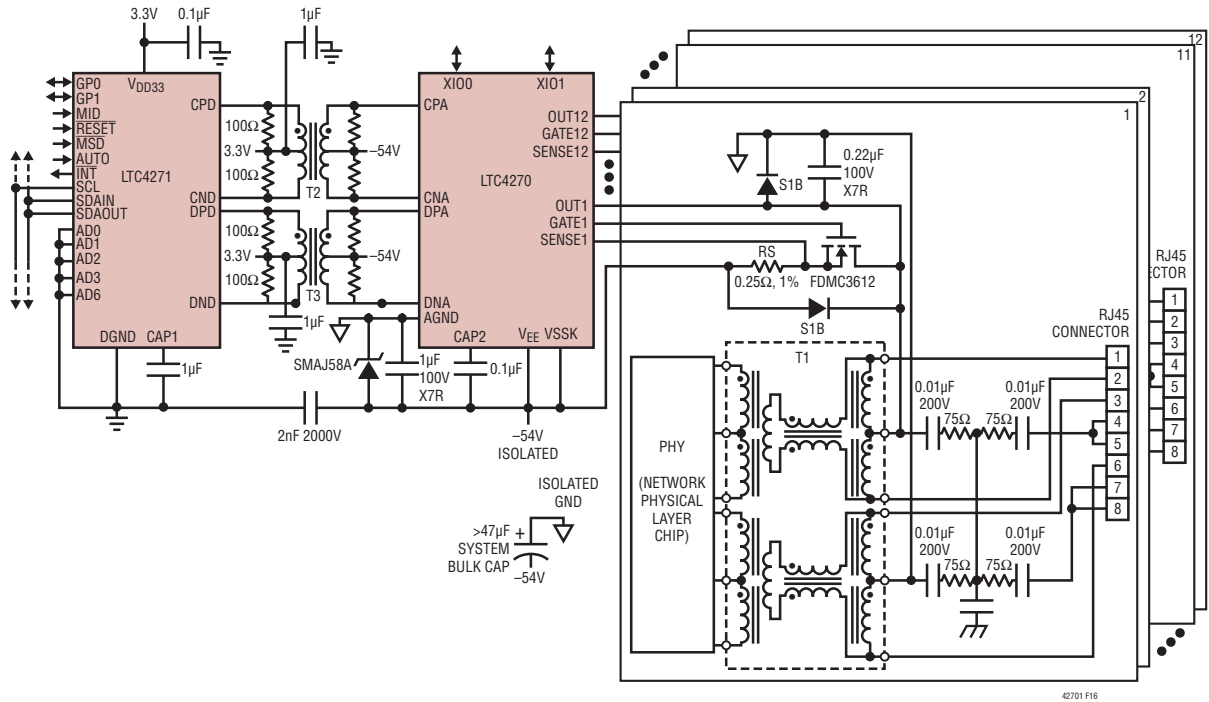 3.3V
0.1µF
1µF
12
11
2
1
GP0
GP1
MID
RESET
MSD
AUTO
INT
SCL
SDAIN
SDAOUT
AD0
AD1
AD2
AD3
AD6
VDD33
LTC4271
CPD
CND
DPD
DND
DGND CAP1
1µF
100Ω
3.3V
100Ω
T2
–54V
100Ω
3.3V
100Ω
T3
–54V
1µF
XIO0
XIO1
CPA
LTC4270
CNA
DPA
DNA
AGND
CAP2
VEE VSSK
OUT12
GATE12
SENSE12
OUT1
GATE1
SENSE1
SMAJ58A
1µF
100V
X7R
0.1µF
2nF 2000V
–54V
ISOLATED
ISOLATED
GND
>47µF
+
SYSTEM
BULK CAP
–54V
S1B
0.22µF
100V
X7R
RS
0.25Ω, 1%
FDMC3612
S1B
T1
PHY
(NETWORK
PHYSICAL
LAYER
CHIP)
0.01µF
200V
75Ω
75Ω
0.01µF
200V
0.01µF
200V
75Ω
75Ω
0.01µF
200V
RJ45
CONNECTOR
1
2
3
4
5
6
7
8
RJ45
ECTOR
1
2
3
4
5
6
7
8
42701 F16